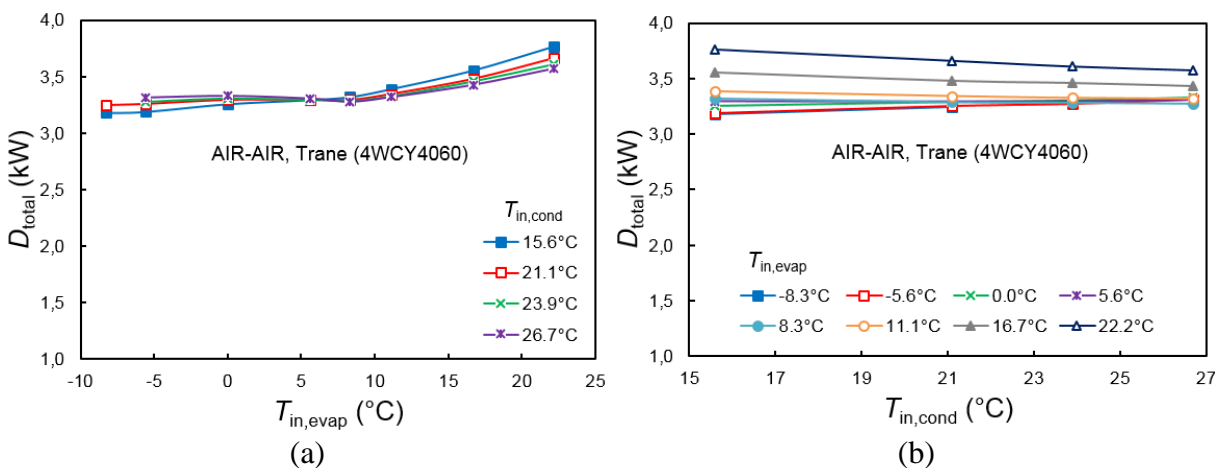 4,0
3,5
3,0
2,5
2,0
1,5
1,0
D_total (kW)
AIR-AIR, Trane (4WCY4060)
T_in,cond
15.6°C
21.1°C
23.9°C
26.7°C
-10 -5 0 5 10 15 20 25
T_in,evap (°C)
(a)
4,0
3,5
3,0
2,5
2,0
1,5
1,0
D_total (kW)
AIR-AIR, Trane (4WCY4060)
T_in,evap
-8.3°C -5.6°C 0.0°C 5.6°C
8.3°C 11.1°C 16.7°C 22.2°C
15 17 19 21 23 25 27
T_in,cond (°C)
(b)